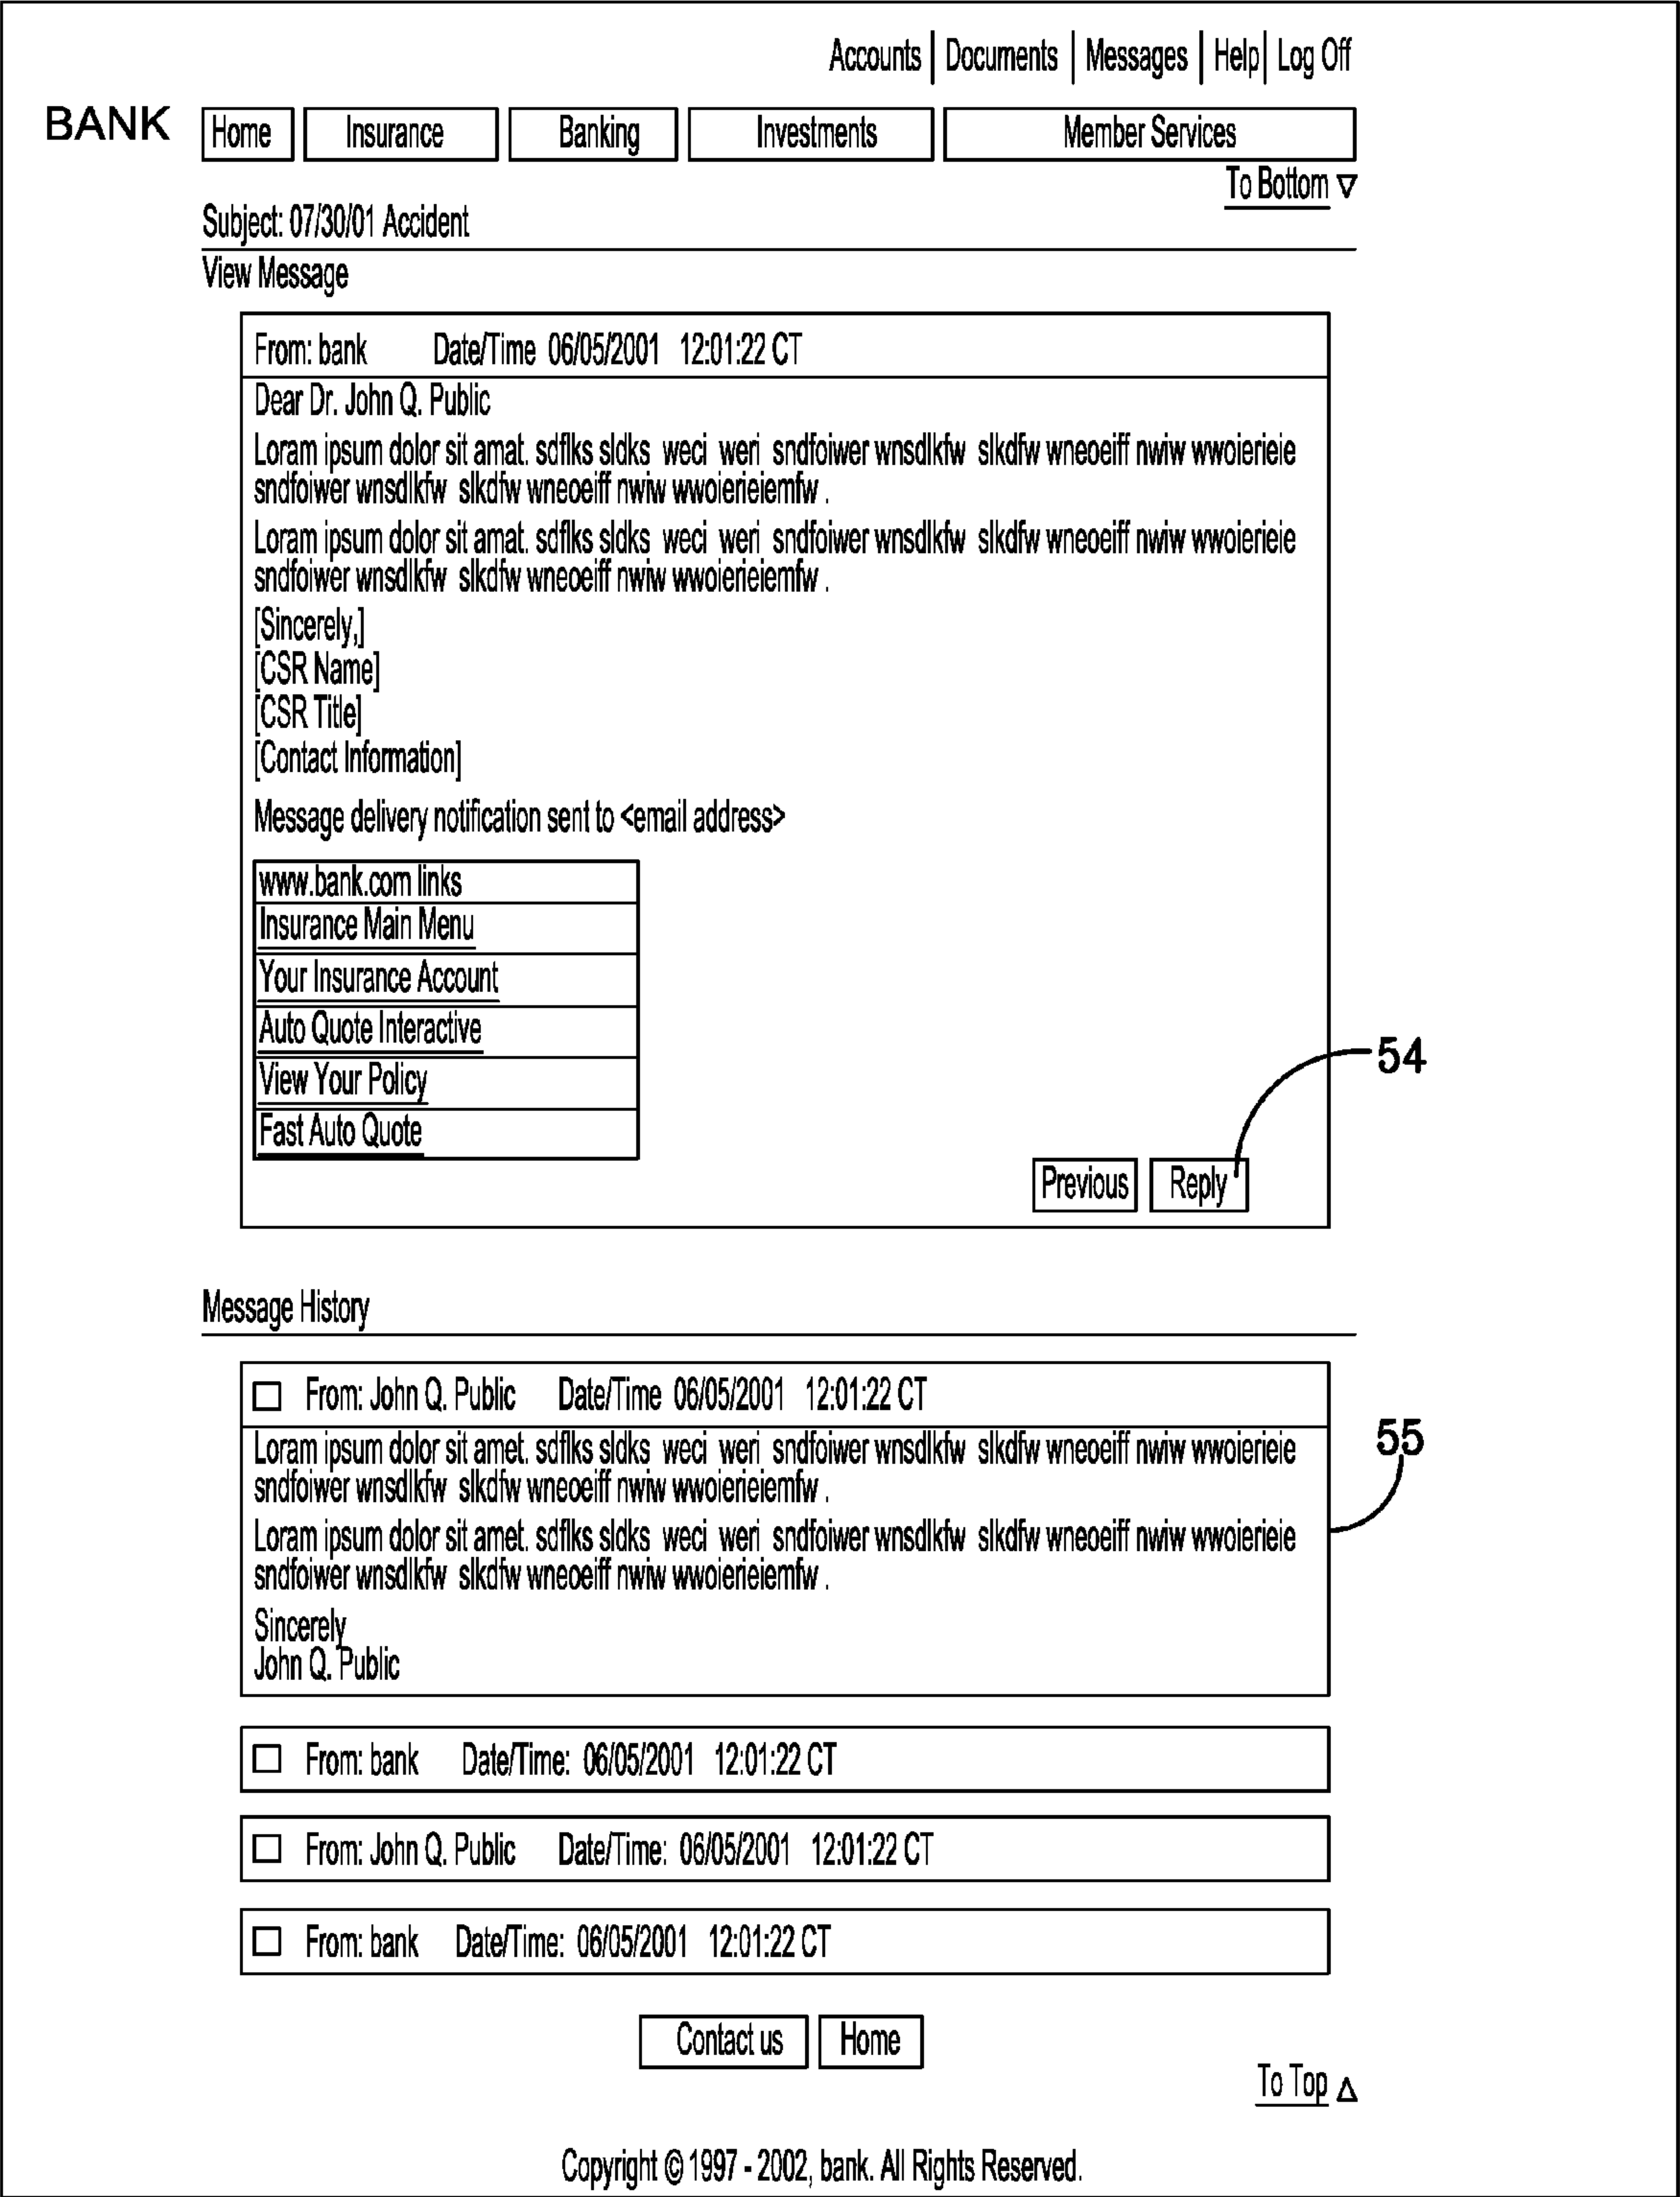 Accounts | Documents | Messages | Help | Log Off
BANK Home Insurance Banking Investments Member Services
To Bottom
Subject: 07/30/01 Accident
View Message
From: bank Date/Time 06/05/2001 12:01:22 CT
Dear Dr. John Q. Public
Loram ipsum dolor sit amat. sdflks sldks weci weri sndfoiwer wnsdlkfw slkdfw wneoeiff nwiw wwoierieie
sndfoiwer wnsdlkfw slkdfw wneoeiff nwiw wwoierieiemfw .
Loram ipsum dolor sit amat. sdflks sldks weci weri sndfoiwer wnsdlkfw slkdfw wneoeiff nwiw wwoierieie
sndfoiwer wnsdlkfw slkdfw wneoeiff nwiw wwoierieiemfw .
[Sincerely,]
[CSR Name]
[CSR Title]
[Contact Information]
Message delivery notification sent to <email address>
www.bank.com links
Insurance Main Menu
Your Insurance Account
Auto Quote Interactive
54
View Your Policy
Fast Auto Quote
Previous Reply
Message History
From: John Q. Public Date/Time 06/05/2001 12:01:22 CT
Loram ipsum dolor sit amet. sdflks sldks weci weri sndfoiwer wnsdlkfw slkdfw wneoeiff nwiw wwoierieie
55
sndfoiwer wnsdlkfw slkdfw wneoeiff nwiw wwoierieiemfw .
Loram ipsum dolor sit amet. sdflks sldks weci weri sndfoiwer wnsdlkfw slkdfw wneoeiff nwiw wwoierieie
sndfoiwer wnsdlkfw slkdfw wneoeiff nwiw wwoierieiemfw .
Sincerely
John Q. Public
From: bank Date/Time: 06/05/2001 12:01:22 CT
From: John Q. Public Date/Time: 06/05/2001 12:01:22 CT
From: bank Date/Time: 06/05/2001 12:01:22 CT
Contact us Home
To Top
Copyright © 1997 - 2002, bank. All Rights Reserved.